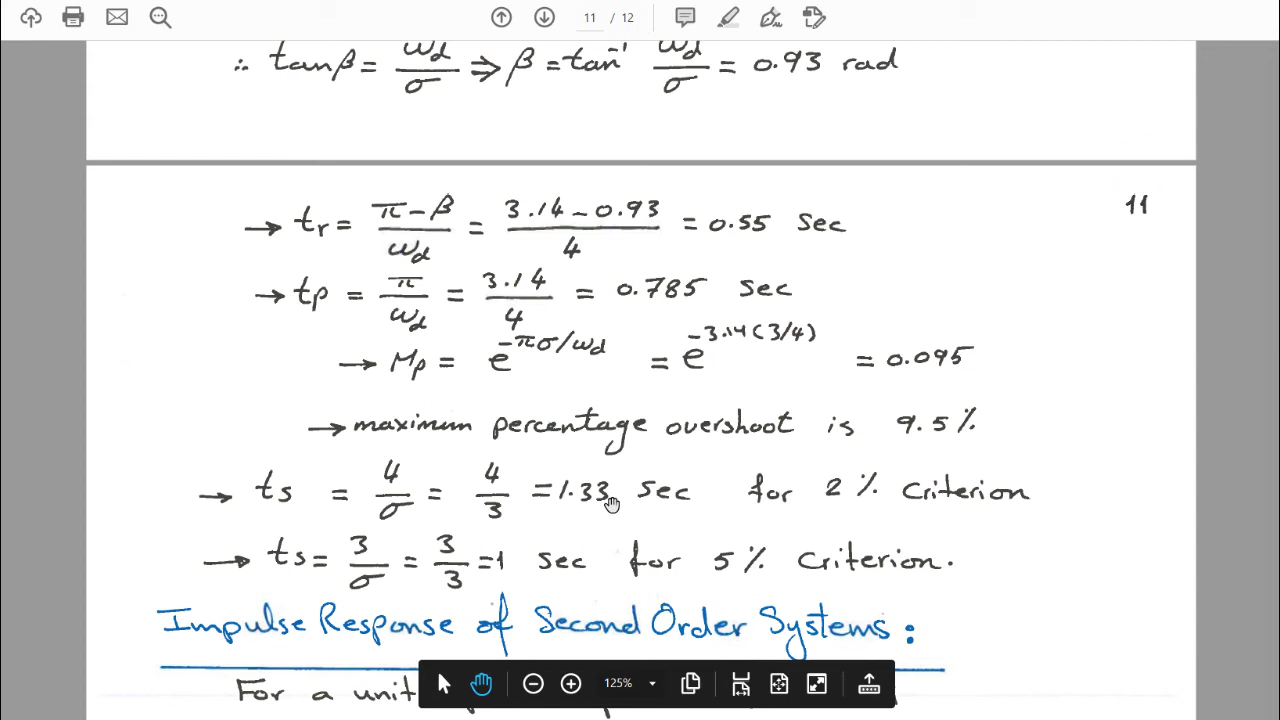 11 / 12
∴ tanβ = ωd/σ ⇒ β = tan⁻¹ ωd/σ = 0.93 rad
11
→ tr = (π-β)/ωd = (3.14-0.93)/4 = 0.55 Sec
→ tp = π/ωd = 3.14/4 = 0.785 sec
→ Mp = e^(-πσ/ωd) = e^(-3.14(3/4)) = 0.095
→ maximum percentage overshoot is 9.5 %
→ ts = 4/σ = 4/3 = 1.33 sec for 2 % Criterion
→ ts = 3/σ = 3/3 = 1 sec for 5 % Criterion.
Impulse Response of Second Order Systems:
For a unit
125%